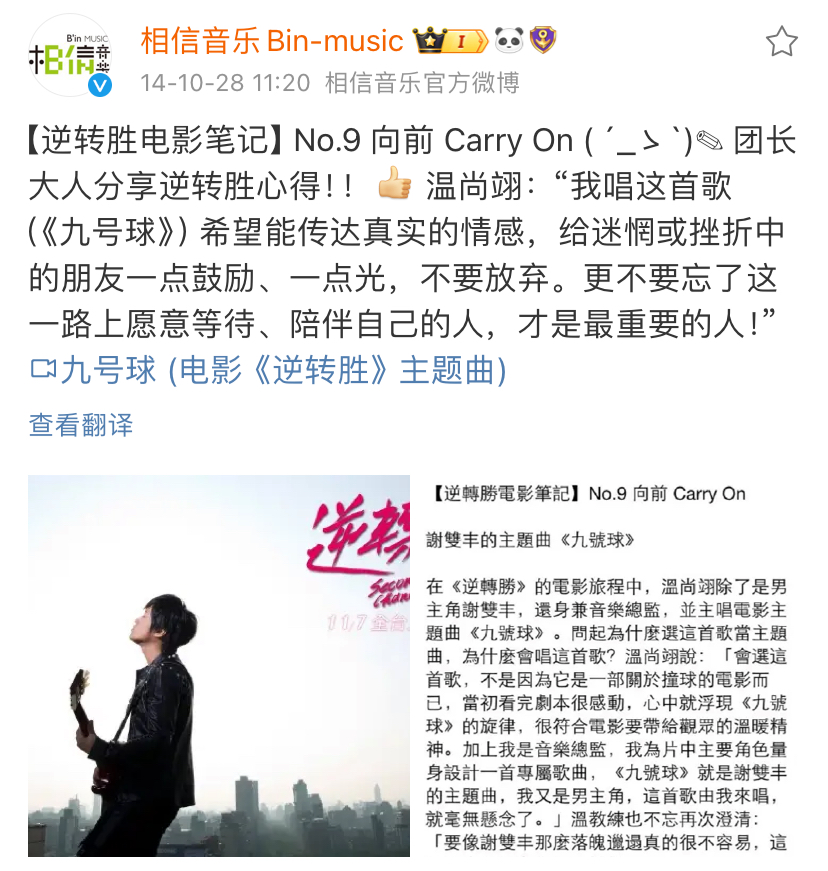 B'in MUSIC
相信音樂
相信音乐Bin-music
I
14-10-28 11:20 相信音乐官方微博
【逆转胜电影笔记】No.9 向前 Carry On ( ´_ゝ`)✎ 团长
大人分享逆转胜心得！！👍 温尚翊：“我唱这首歌
(《九号球》) 希望能传达真实的情感，给迷惘或挫折中
的朋友一点鼓励、一点光，不要放弃。更不要忘了这
一路上愿意等待、陪伴自己的人，才是最重要的人！”
九号球 (电影《逆转胜》主题曲)
查看翻译
逆轉
Secon
Chan
11/7 全台
【逆轉勝電影筆記】No.9 向前 Carry On
謝雙丰的主題曲《九號球》
在《逆轉勝》的電影旅程中，溫尚翊除了是男
主角謝雙丰，還身兼音樂總監，並主唱電影主
題曲《九號球》。問起為什麼選這首歌當主題
曲，為什麼會唱這首歌？溫尚翊說：「會選這
首歌，不是因為它是一部關於撞球的電影而
已，當初看完劇本很感動，心中就浮現《九號
球》的旋律，很符合電影要帶給觀眾的溫暖精
神。加上我是音樂總監，我為片中主要角色量
身設計一首專屬歌曲，《九號球》就是謝雙丰
的主題曲，我又是男主角，這首歌由我來唱，
就毫無懸念了。」溫教練也不忘再次澄清：
「要像謝雙丰那麼落魄邋遢真的很不容易，這